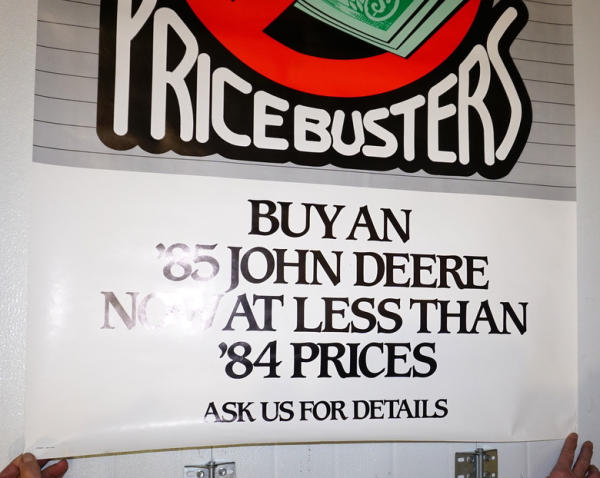 PRICEBUSTERS
BUY AN
'85 JOHN DEERE
NOW AT LESS THAN
'84 PRICES
ASK US FOR DETAILS